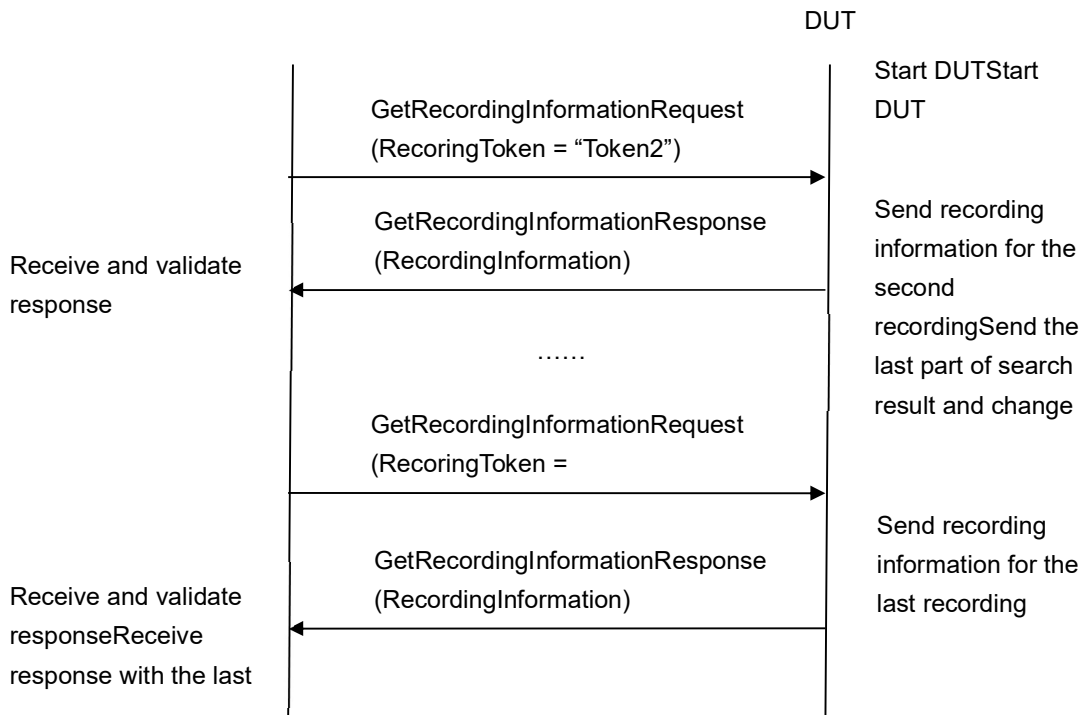 DUT
Start DUTStart
DUT
GetRecordingInformationRequest
(RecoringToken = “Token2”)
GetRecordingInformationResponse
(RecordingInformation)
Send recording
information for the
second
recordingSend the
last part of search
result and change
Receive and validate
response
……
GetRecordingInformationRequest
(RecoringToken =
GetRecordingInformationResponse
(RecordingInformation)
Send recording
information for the
last recording
Receive and validate
responseReceive
response with the last